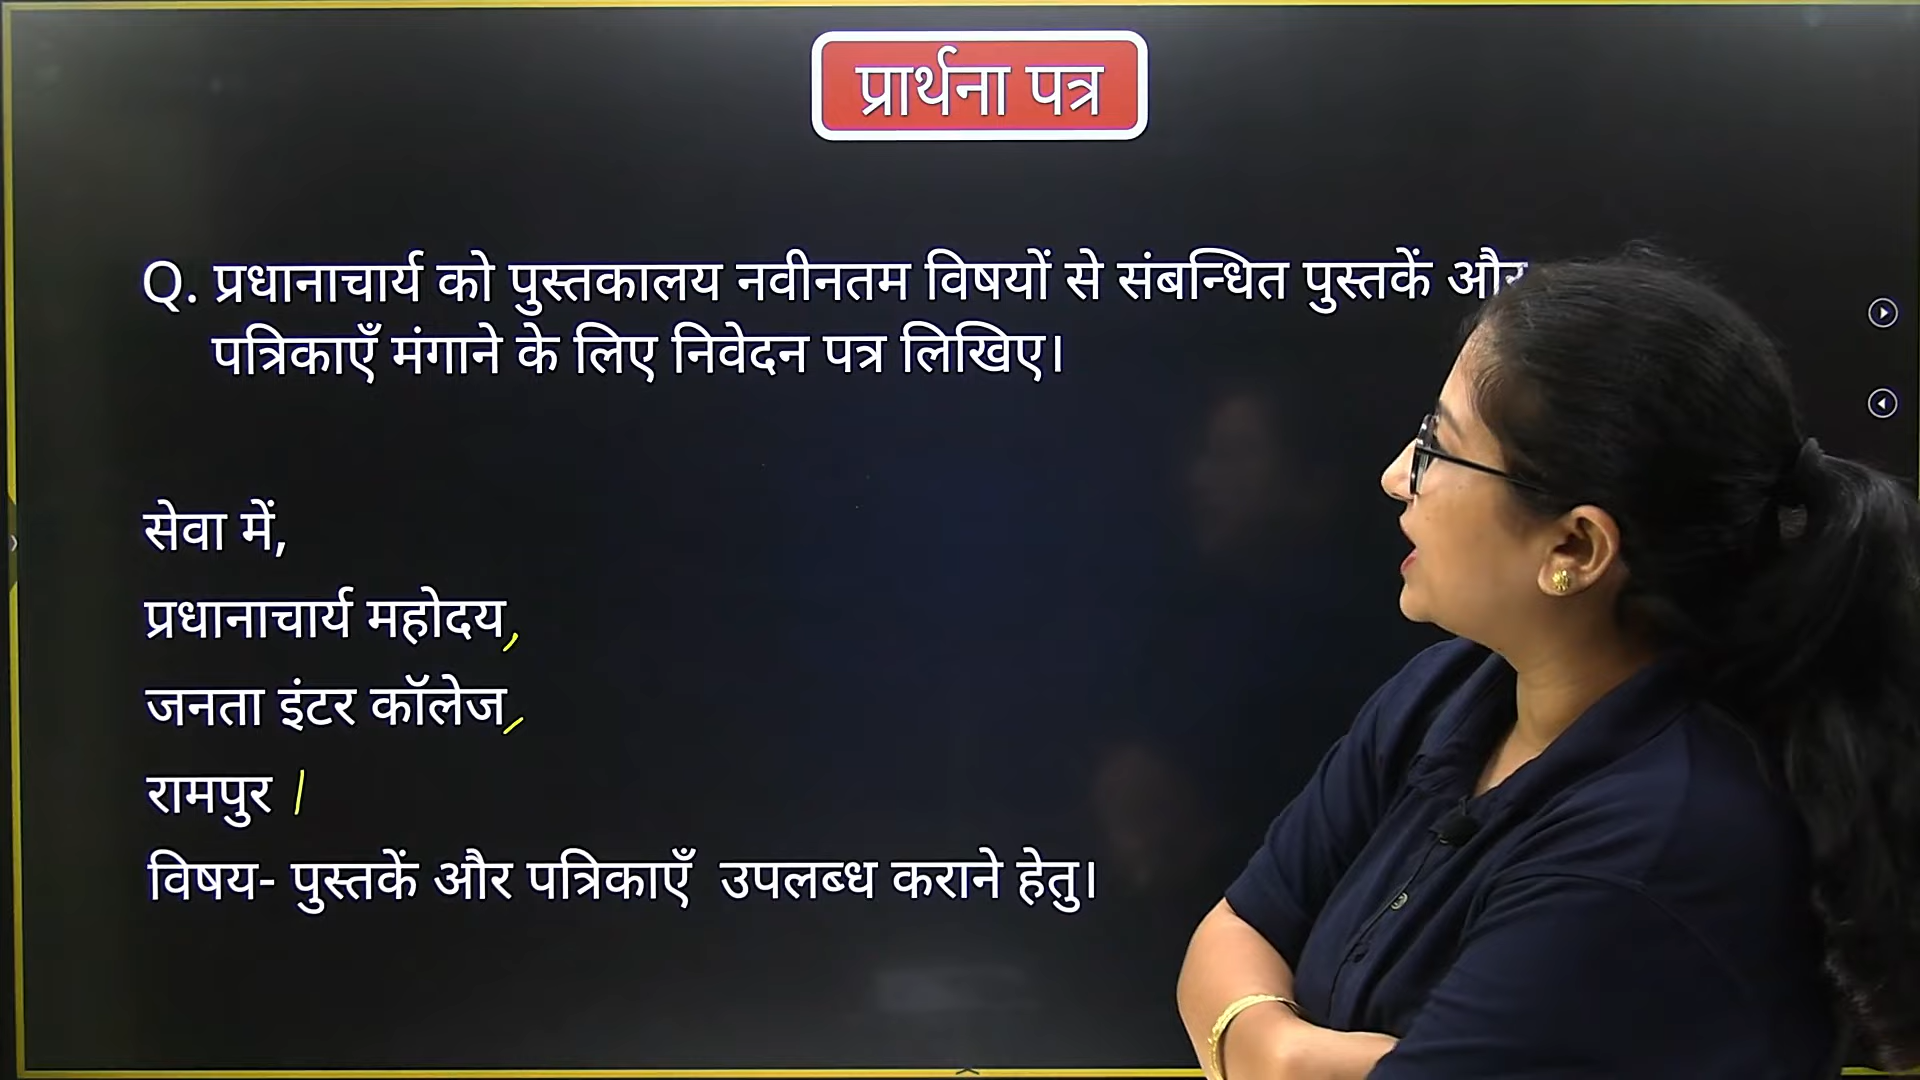 प्रार्थना पत्र
Q. प्रधानाचार्य को पुस्तकालय नवीनतम विषयों से संबन्धित पुस्तकें और
पत्रिकाएँ मंगाने के लिए निवेदन पत्र लिखिए।
सेवा में,
प्रधानाचार्य महोदय,
जनता इंटर कॉलेज,
रामपुर ।
विषय- पुस्तकें और पत्रिकाएँ उपलब्ध कराने हेतु।